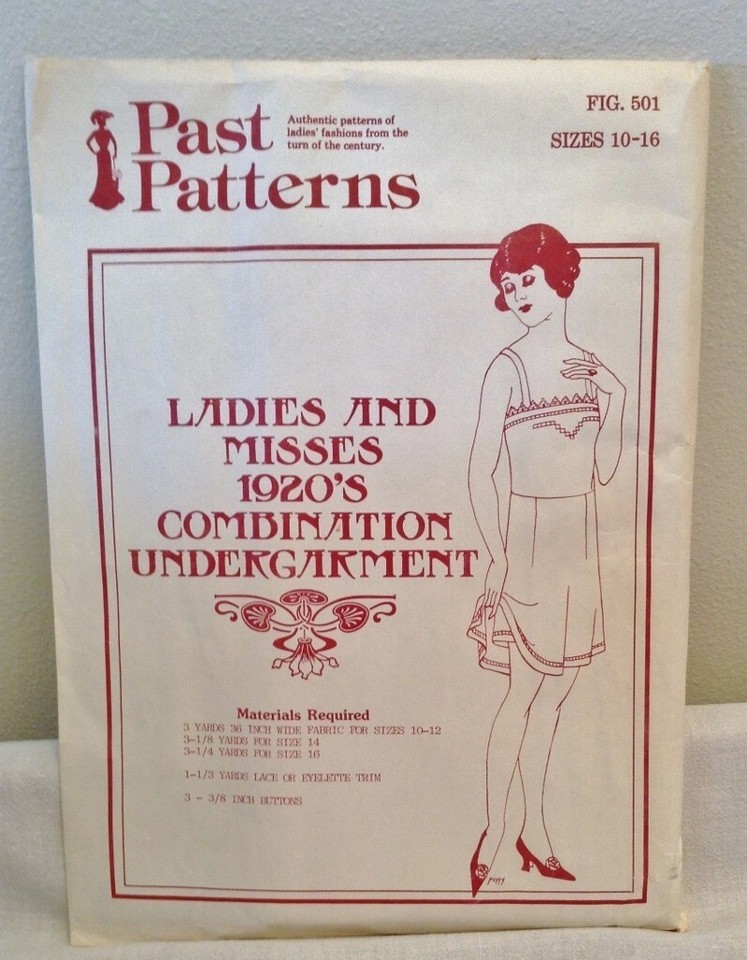 Past
Patterns
Authentic patterns of
ladies' fashions from the
turn of the century.
FIG. 501
SIZES 10-16
LADIES AND
MISSES
1920'S
COMBINATION
UNDERGARMENT
Materials Required
3 YARDS 36 INCH WIDE FABRIC FOR SIZES 10-12
3-1/8 YARDS FOR SIZE 14
3-1/4 YARDS FOR SIZE 16
1-1/3 YARDS LACE OR EYELETTE TRIM
3 - 3/8 INCH BUTTONS